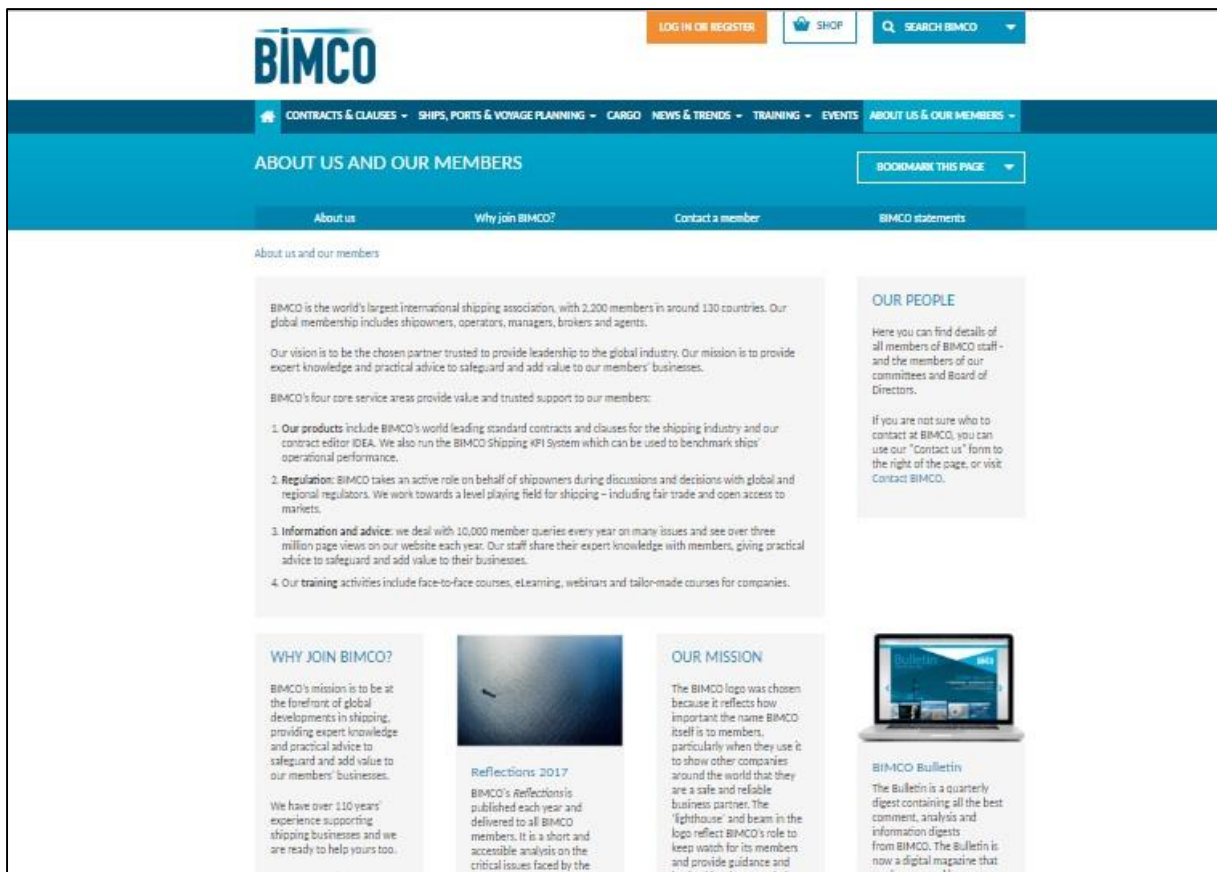 BIMCO
LOG IN OR REGISTER
SHOP
SEARCH BIMCO
CONTRACTS & CLAUSES
SHIPS, PORTS & VOYAGE PLANNING
CARGO
NEWS & TRENDS
TRAINING
EVENTS
ABOUT US & OUR MEMBERS
ABOUT US AND OUR MEMBERS
BOOKMARK THIS PAGE
About us
Why join BIMCO?
Contact a member
BIMCO statements
About us and our members
BIMCO is the world's largest international shipping association, with 2,200 members in around 130 countries. Our
global membership includes shipowners, operators, managers, brokers and agents.
Our vision is to be the chosen partner trusted to provide leadership to the global industry. Our mission is to provide
expert knowledge and practical advice to safeguard and add value to our members' businesses.
BIMCO's four core service areas provide value and trusted support to our members:
1. Our products include BIMCO's world leading standard contracts and clauses for the shipping industry and our
contract editor IDEA. We also run the BIMCO Shipping KPI System which can be used to benchmark ships'
operational performance.
2. Regulation: BIMCO takes an active role on behalf of shipowners during discussions and decisions with global and
regional regulators. We work towards a level playing field for shipping – including fair trade and open access to
markets.
3. Information and advice: we deal with 10,000 member queries every year on many issues and see over three
million page views on our website each year. Our staff share their expert knowledge with members, giving practical
advice to safeguard and add value to their businesses.
4. Our training activities include face-to-face courses, eLearning, webinars and tailor-made courses for companies.
OUR PEOPLE
Here you can find details of
all members of BIMCO staff -
and the members of our
committees and Board of
Directors.
If you are not sure who to
contact at BIMCO, you can
use our "Contact us" form to
the right of the page, or visit
Contact BIMCO.
WHY JOIN BIMCO?
BIMCO's mission is to be at
the forefront of global
developments in shipping,
providing expert knowledge
and practical advice to
safeguard and add value to
our members' businesses.
We have over 110 years'
experience supporting
shipping businesses and we
are ready to help yours too.
Reflections 2017
BIMCO's Reflections is
published each year and
delivered to all BIMCO
members. It is a short and
accessible analysis on the
critical issues faced by the
OUR MISSION
The BIMCO logo was chosen
because it reflects how
important the name BIMCO
itself is to members,
particularly when they use it
to show other companies
around the world that they
are a safe and reliable
business partner. The
'lighthouse' and beam in the
logo reflect BIMCO's role to
keep watch for its members
and provide guidance and
Bulletin
BIMCO Bulletin
The Bulletin is a quarterly
digest containing all the best
comment, analysis and
information digests
from BIMCO. The Bulletin is
now a digital magazine that